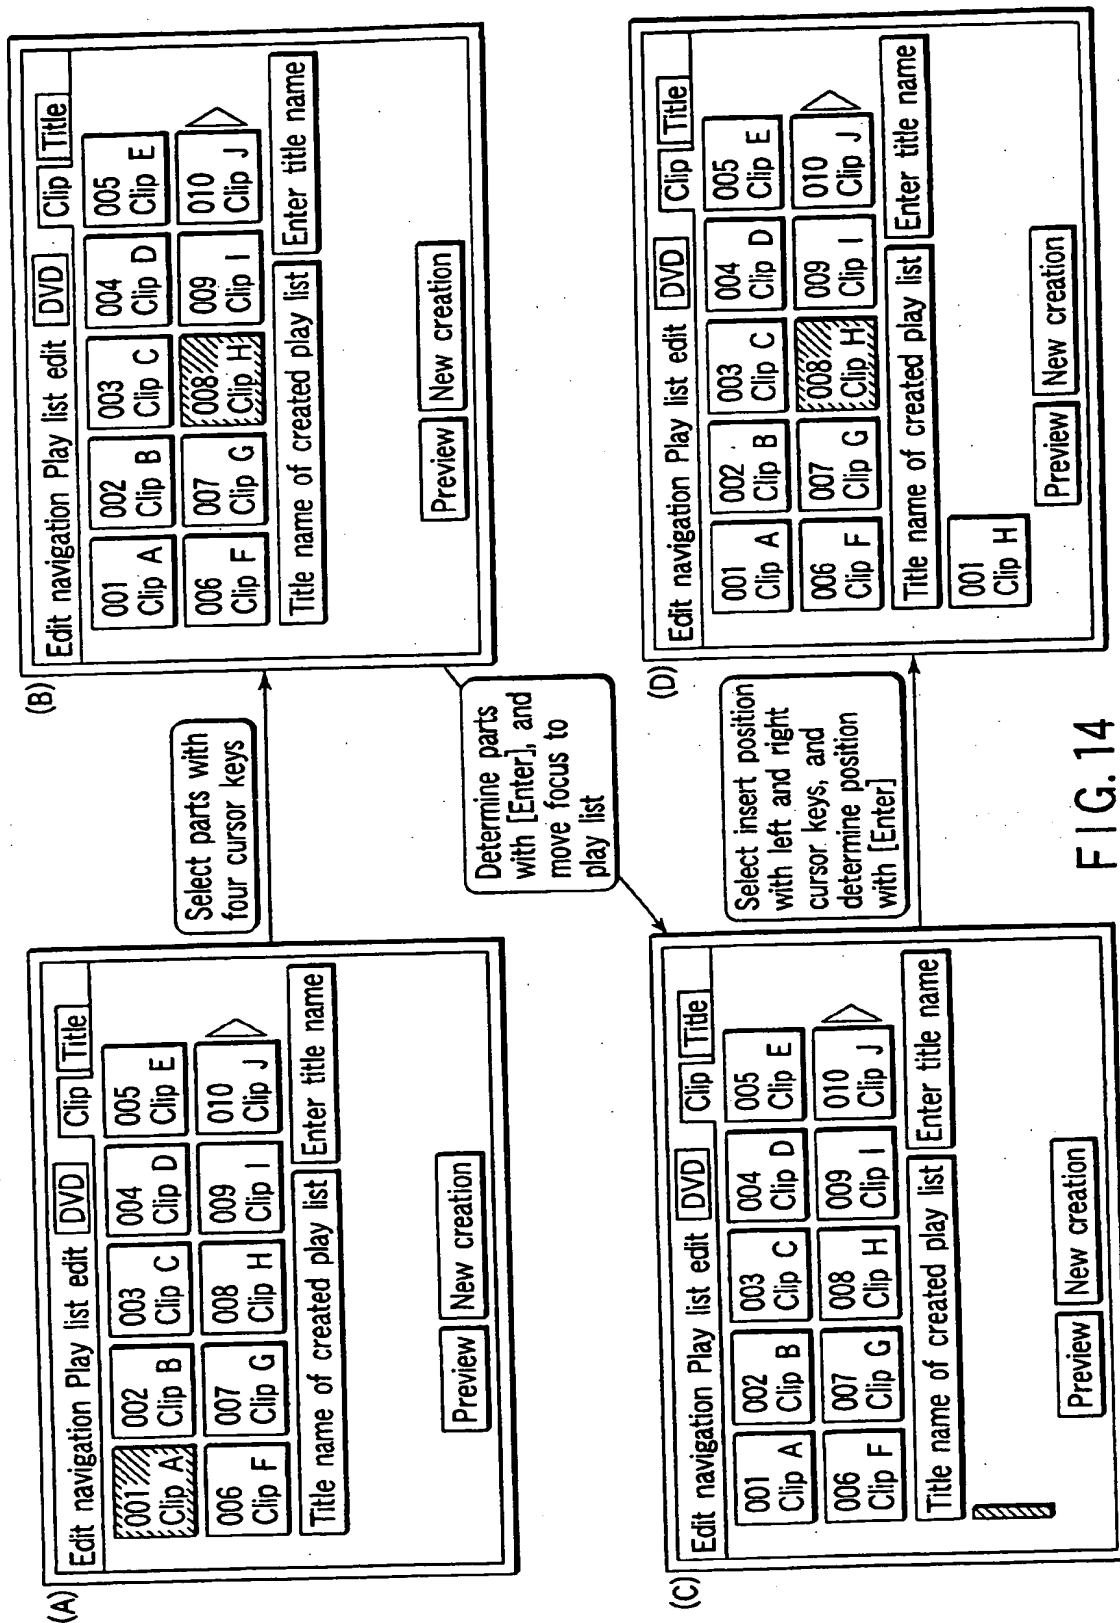 (A)
Edit navigation Play list edit DVD Clip Title
001 002 003 004 005
Clip A Clip B Clip C Clip D Clip E
006 007 008 009 010
Clip F Clip G Clip H Clip I Clip J
Title name of created play list Enter title name
Preview New creation
Select parts with
four cursor keys
(B)
Edit navigation Play list edit DVD Clip Title
001 002 003 004 005
Clip A Clip B Clip C Clip D Clip E
006 007 008 009 010
Clip F Clip G Clip H Clip I Clip J
Title name of created play list Enter title name
Preview New creation
Determine parts
with [Enter], and
move focus to
play list
(C)
Edit navigation Play list edit DVD Clip Title
001 002 003 004 005
Clip A Clip B Clip C Clip D Clip E
006 007 008 009 010
Clip F Clip G Clip H Clip I Clip J
Title name of created play list Enter title name
Preview New creation
Select insert position
with left and right
cursor keys, and
determine position
with [Enter]
(D)
Edit navigation Play list edit DVD Clip Title
001 002 003 004 005
Clip A Clip B Clip C Clip D Clip E
006 007 008 009 010
Clip F Clip G Clip H Clip I Clip J
Title name of created play list Enter title name
001
Clip H
Preview New creation
FIG. 14